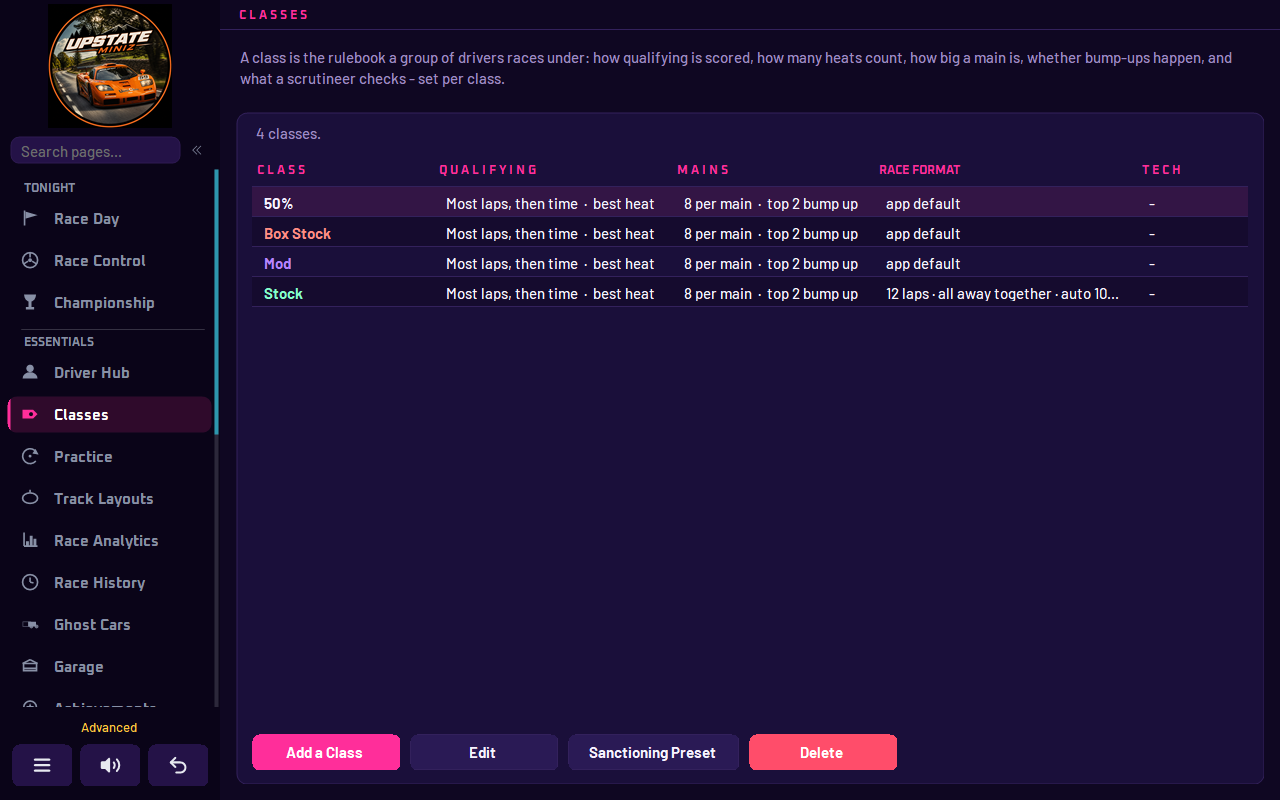 UPSTATE
MINIZ
Search pages...
TONIGHT
Race Day
Race Control
Championship
ESSENTIALS
Driver Hub
Classes
Practice
Track Layouts
Race Analytics
Race History
Ghost Cars
Garage
Achievements
Advanced
CLASSES
A class is the rulebook a group of drivers races under: how qualifying is scored, how many heats count, how big a main is, whether bump-ups happen, and
what a scrutineer checks - set per class.
4 classes.
CLASS QUALIFYING MAINS RACE FORMAT TECH
50% Most laps, then time · best heat 8 per main · top 2 bump up app default -
Box Stock Most laps, then time · best heat 8 per main · top 2 bump up app default -
Mod Most laps, then time · best heat 8 per main · top 2 bump up app default -
Stock Most laps, then time · best heat 8 per main · top 2 bump up 12 laps · all away together · auto 10... -
Add a Class Edit Sanctioning Preset Delete